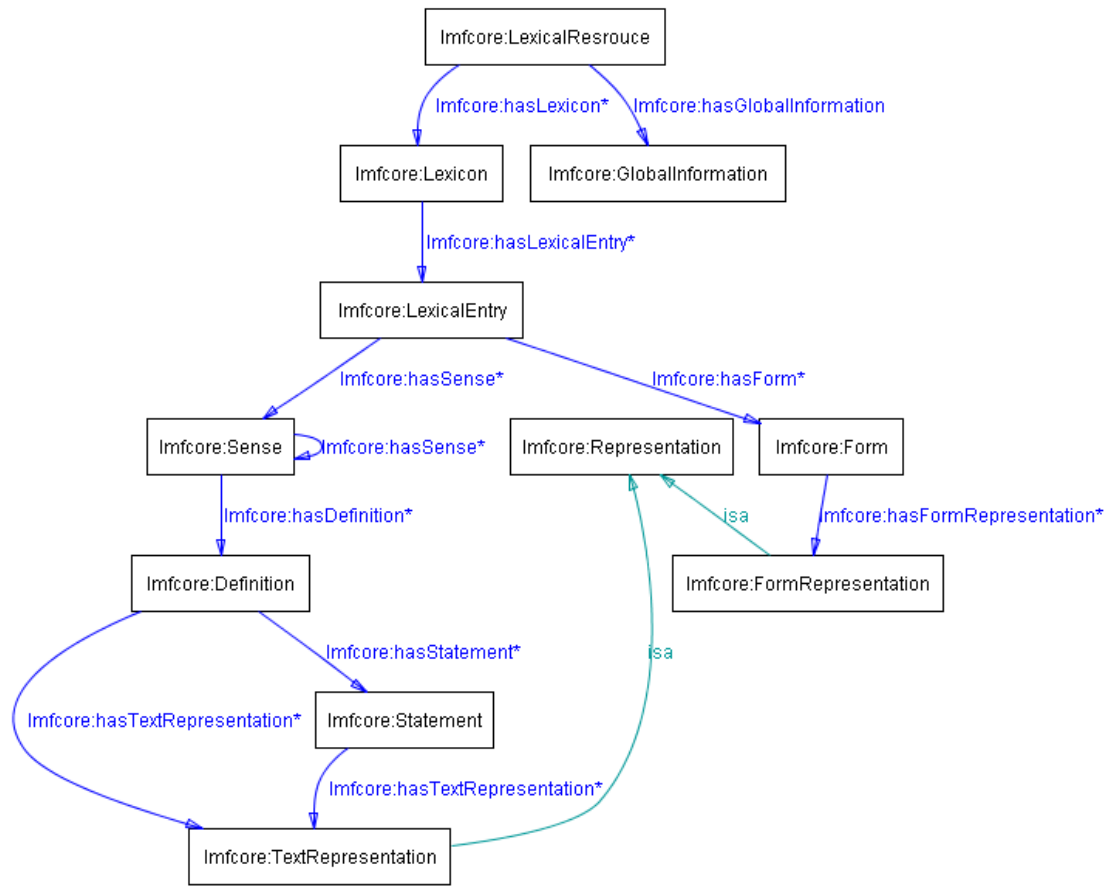 lmfcore:LexicalResrouce
lmfcore:hasLexicon*
lmfcore:hasGlobalInformation
lmfcore:Lexicon
lmfcore:GlobalInformation
lmfcore:hasLexicalEntry*
lmfcore:LexicalEntry
lmfcore:hasSense*
lmfcore:hasForm*
lmfcore:Sense
lmfcore:hasSense*
lmfcore:Representation
lmfcore:Form
lmfcore:hasDefinition*
isa
lmfcore:hasFormRepresentation*
lmfcore:Definition
lmfcore:FormRepresentation
lmfcore:hasStatement*
isa
lmfcore:hasTextRepresentation*
lmfcore:Statement
lmfcore:hasTextRepresentation*
lmfcore:TextRepresentation